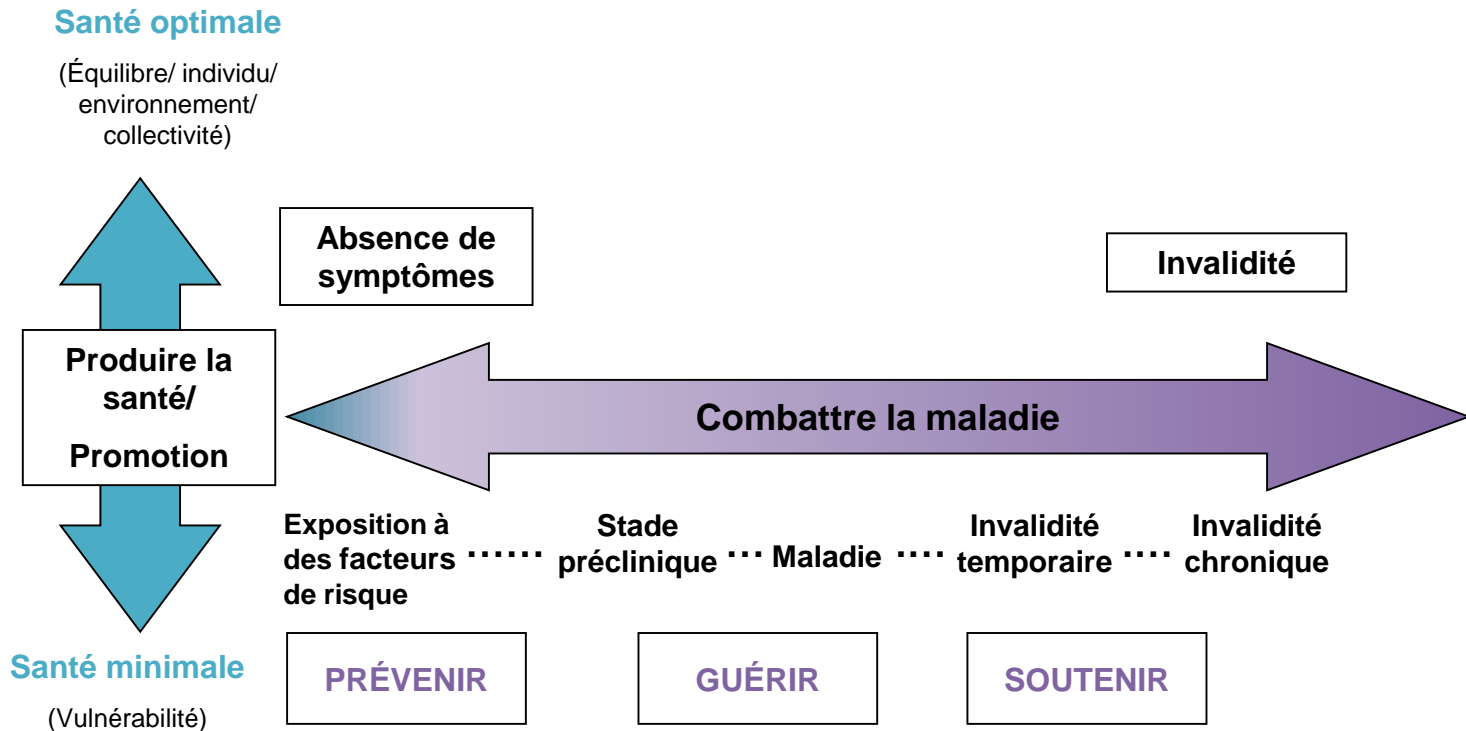 Santé optimale
(Équilibre/ individu/
environnement/
collectivité)
Absence de
symptômes
Invalidité
Produire la
santé/
Promotion
Combattre la maladie
Exposition à
des facteurs
de risque
......
Stade
préclinique
...
Maladie
....
Invalidité
temporaire
....
Invalidité
chronique
Santé minimale
(Vulnérabilité)
PRÉVENIR
GUÉRIR
SOUTENIR